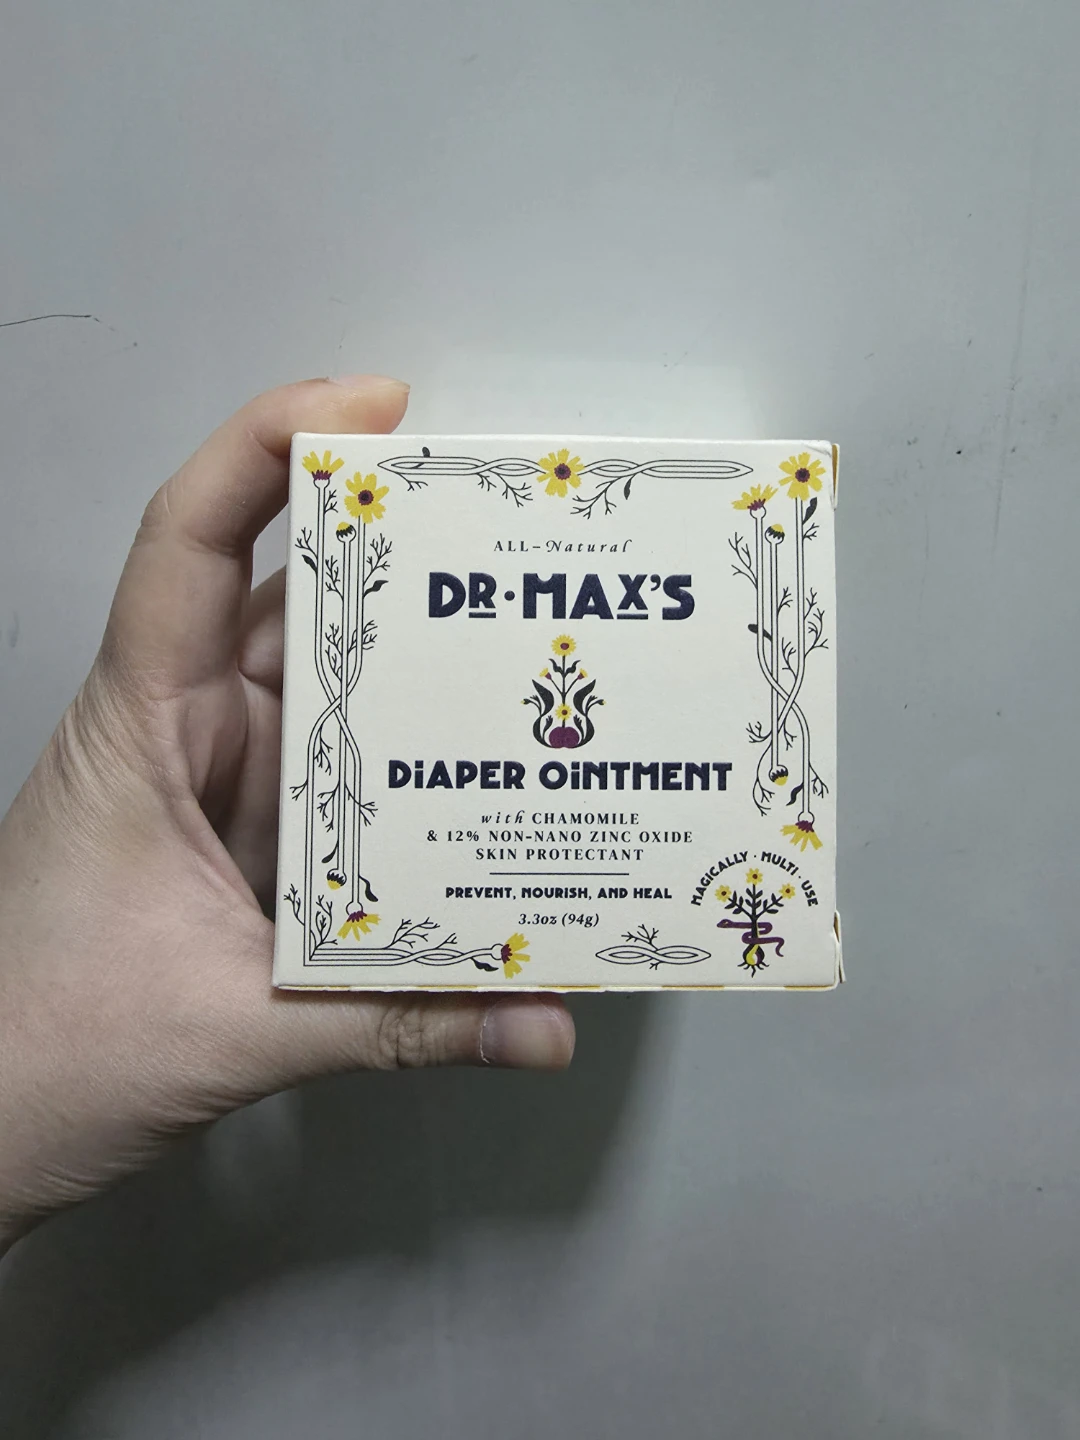 ALL-Natural
DR·MAX'S
DiAPER OiNTMENT
with CHAMOMILE
& 12% NON-NANO ZINC OXIDE
SKIN PROTECTANT
PREVENT, NOURISH, AND HEAL
3.3oz (94g)
MAGICALLY · MULTI · USE